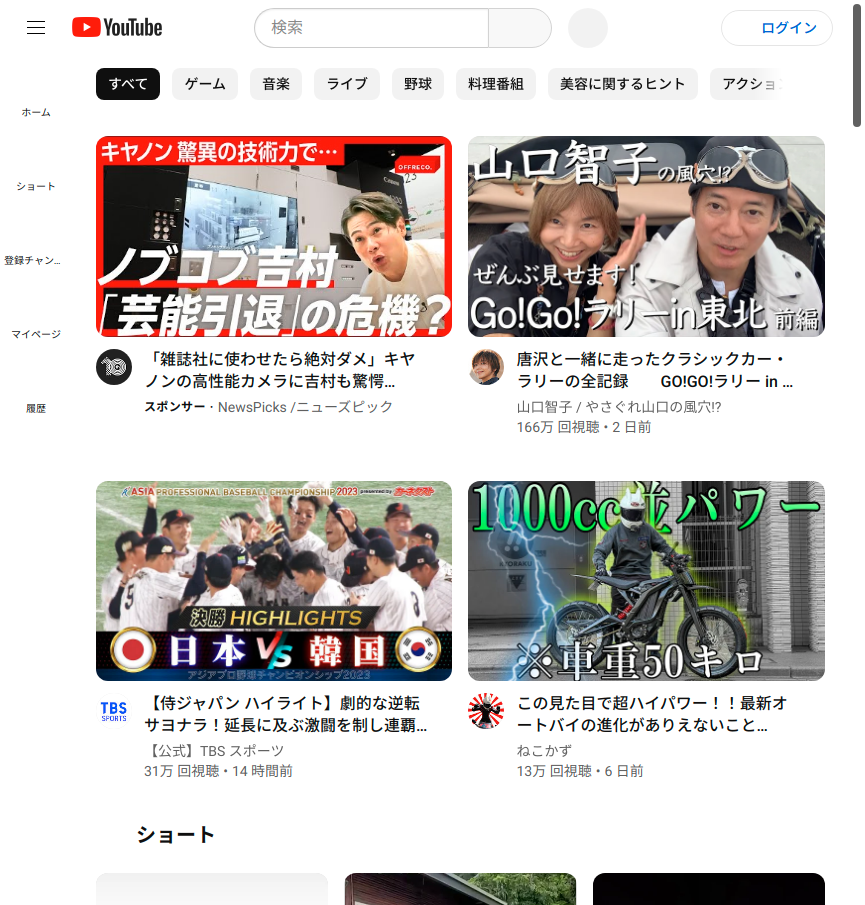 YouTube
検索
ログイン
すべて
ゲーム
音楽
ライブ
野球
料理番組
美容に関するヒント
アクショ
ホーム
ショート
登録チャン...
マイページ
履歴
キヤノン 驚異の技術力で…
OFFRECO.
Canon
ノブコブ吉村
「芸能引退」の危機？
山口智子の風穴!?
ぜんぶ見せます!
Go!Go!ラリーin東北 前編
「雑誌社に使わせたら絶対ダメ」キヤ
ノンの高性能カメラに吉村も驚愕...
スポンサー · NewsPicks /ニューズピック
唐沢と一緒に走ったクラシックカー・
ラリーの全記録　　GO!GO!ラリー in ...
山口智子 / やさぐれ山口の風穴!?
166万 回視聴 • 2 日前
ASIA PROFESSIONAL BASEBALL CHAMPIONSHIP 2023 presented by カーネクスト
決勝 HIGHLIGHTS
日本 VS 韓国
アジアプロ野球チャンピオンシップ2023
1000cc並パワー
※車重50キロ
TBS
SPORTS
【侍ジャパン ハイライト】劇的な逆転
サヨナラ！延長に及ぶ激闘を制し連覇...
【公式】TBS スポーツ
31万 回視聴 • 14 時間前
この見た目で超ハイパワー！！最新オ
ートバイの進化がありえないこと...
ねこかず
13万 回視聴 • 6 日前
ショート